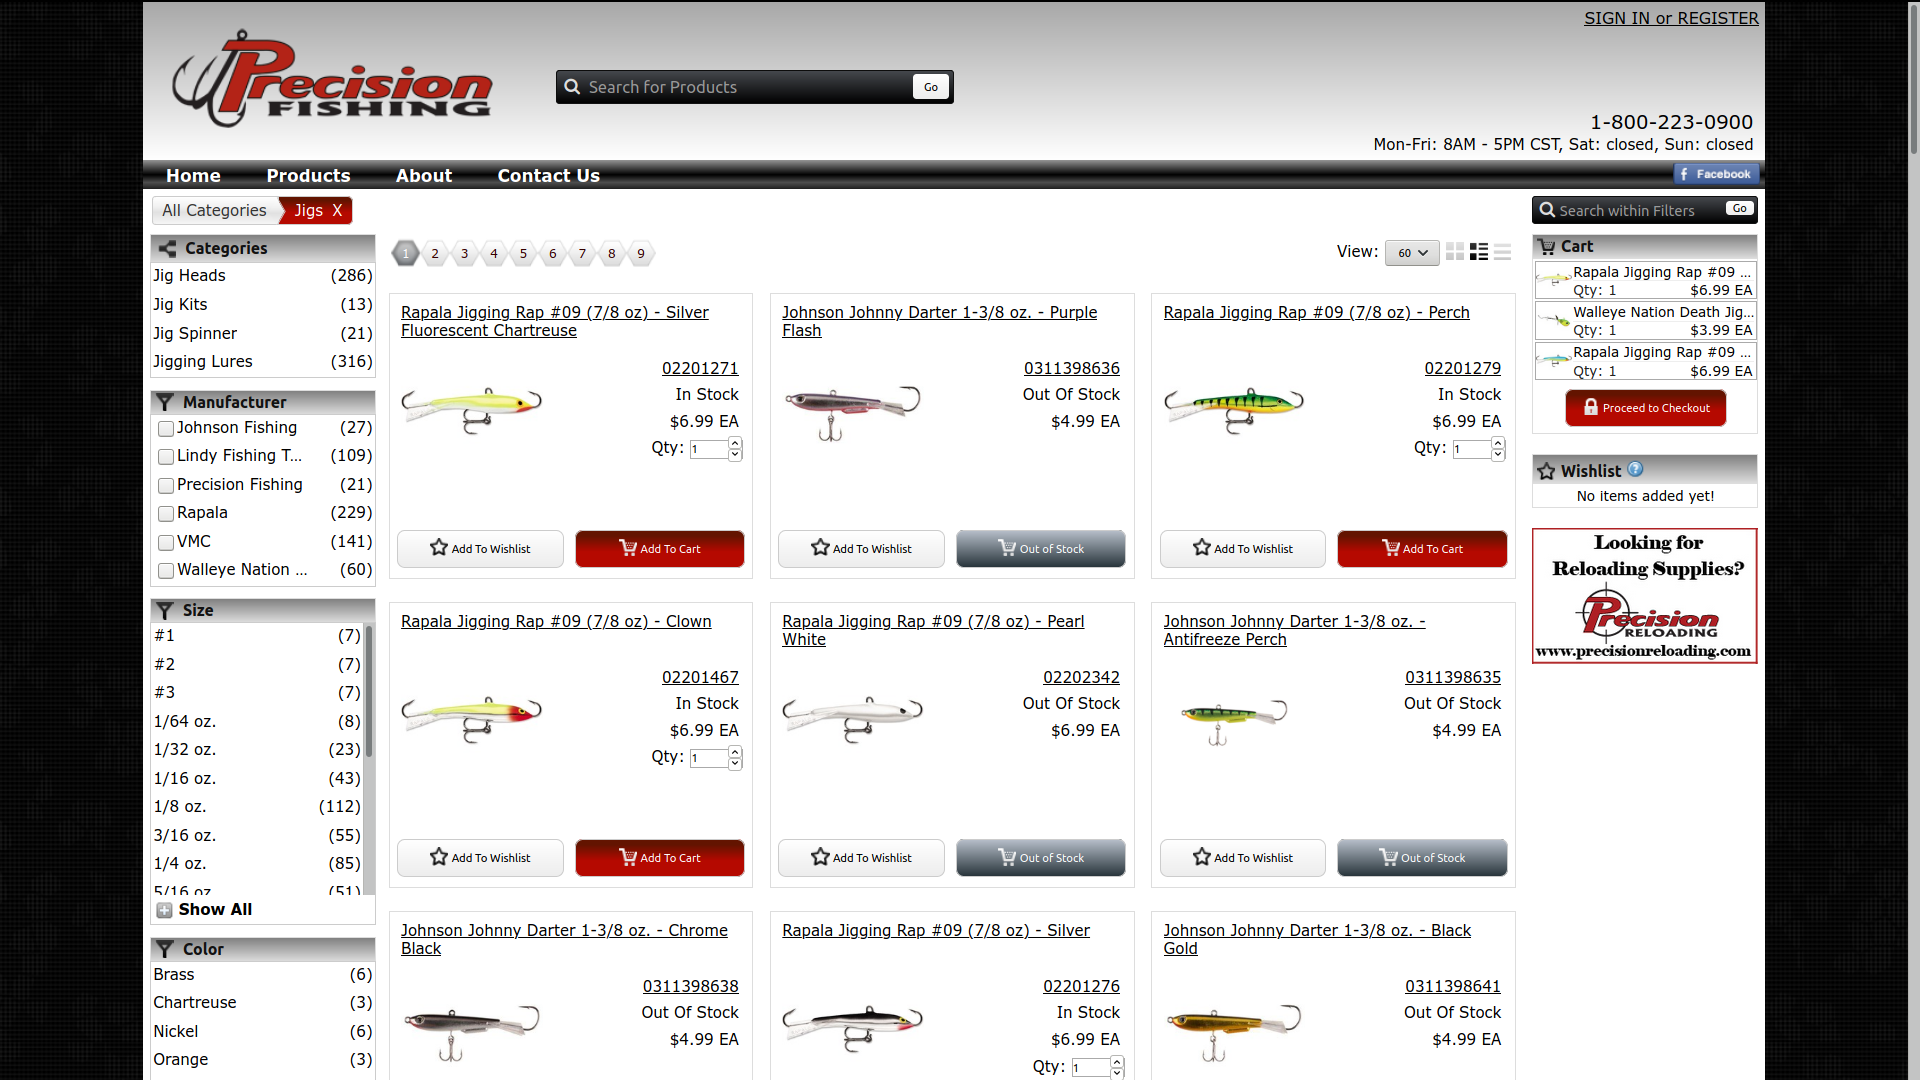 SIGN IN or REGISTER
Precision
FISHING
Search for Products
Go
1-800-223-0900
Mon-Fri: 8AM - 5PM CST, Sat: closed, Sun: closed
Home
Products
About
Contact Us
Facebook
All Categories
Jigs X
Search within Filters
Go
Categories
Jig Heads (286)
Jig Kits (13)
Jig Spinner (21)
Jigging Lures (316)
Manufacturer
Johnson Fishing (27)
Lindy Fishing T... (109)
Precision Fishing (21)
Rapala (229)
VMC (141)
Walleye Nation ... (60)
Size
#1 (7)
#2 (7)
#3 (7)
1/64 oz. (8)
1/32 oz. (23)
1/16 oz. (43)
1/8 oz. (112)
3/16 oz. (55)
1/4 oz. (85)
5/16 oz. (51)
Show All
Color
Brass (6)
Chartreuse (3)
Nickel (6)
Orange (3)
1 2 3 4 5 6 7 8 9
View: 60
Rapala Jigging Rap #09 (7/8 oz) - Silver
Fluorescent Chartreuse
02201271
In Stock
$6.99 EA
Qty: 1
Add To Wishlist
Add To Cart
Johnson Johnny Darter 1-3/8 oz. - Purple
Flash
0311398636
Out Of Stock
$4.99 EA
Add To Wishlist
Out of Stock
Rapala Jigging Rap #09 (7/8 oz) - Perch
02201279
In Stock
$6.99 EA
Qty: 1
Add To Wishlist
Add To Cart
Rapala Jigging Rap #09 (7/8 oz) - Clown
02201467
In Stock
$6.99 EA
Qty: 1
Add To Wishlist
Add To Cart
Rapala Jigging Rap #09 (7/8 oz) - Pearl
White
02202342
Out Of Stock
$6.99 EA
Add To Wishlist
Out of Stock
Johnson Johnny Darter 1-3/8 oz. -
Antifreeze Perch
0311398635
Out Of Stock
$4.99 EA
Add To Wishlist
Out of Stock
Johnson Johnny Darter 1-3/8 oz. - Chrome
Black
0311398638
Out Of Stock
$4.99 EA
Rapala Jigging Rap #09 (7/8 oz) - Silver
02201276
In Stock
$6.99 EA
Qty: 1
Johnson Johnny Darter 1-3/8 oz. - Black
Gold
0311398641
Out Of Stock
$4.99 EA
Cart
Rapala Jigging Rap #09 ...
Qty: 1 $6.99 EA
Walleye Nation Death Jig...
Qty: 1 $3.99 EA
Rapala Jigging Rap #09 ...
Qty: 1 $6.99 EA
Proceed to Checkout
Wishlist ?
No items added yet!
Looking for
Reloading Supplies?
Precision
RELOADING
www.precisionreloading.com